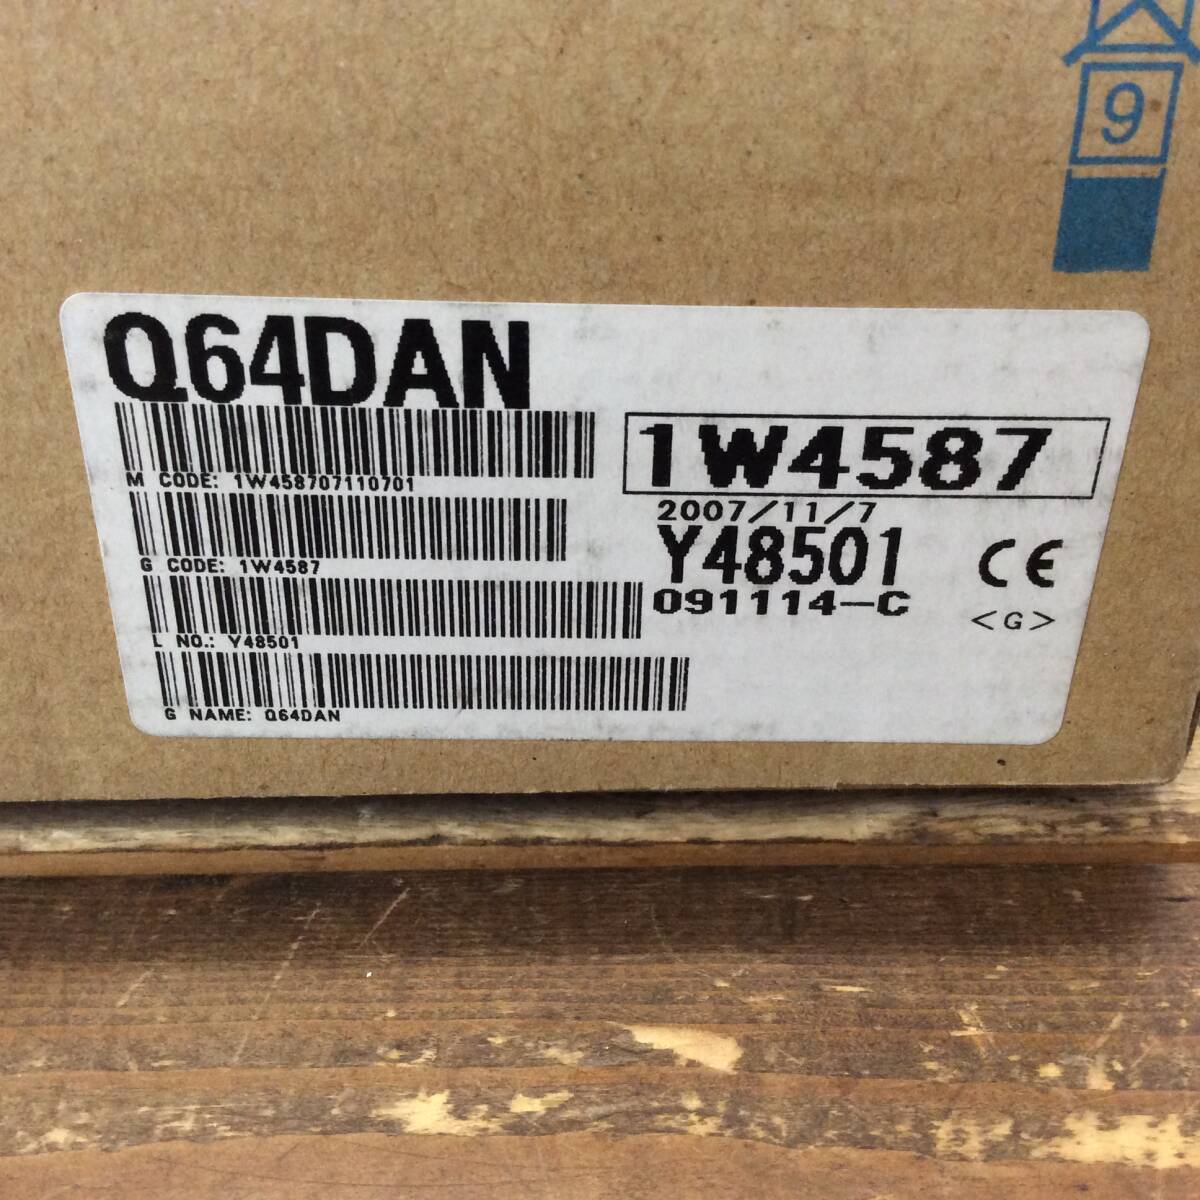 9
Q64DAN
M CODE: 1W458707110701
G CODE: 1W4587
L NO.: Y48501
G NAME: Q64DAN
1W4587
2007/11/7
Y48501
091114-C
CE
<G>